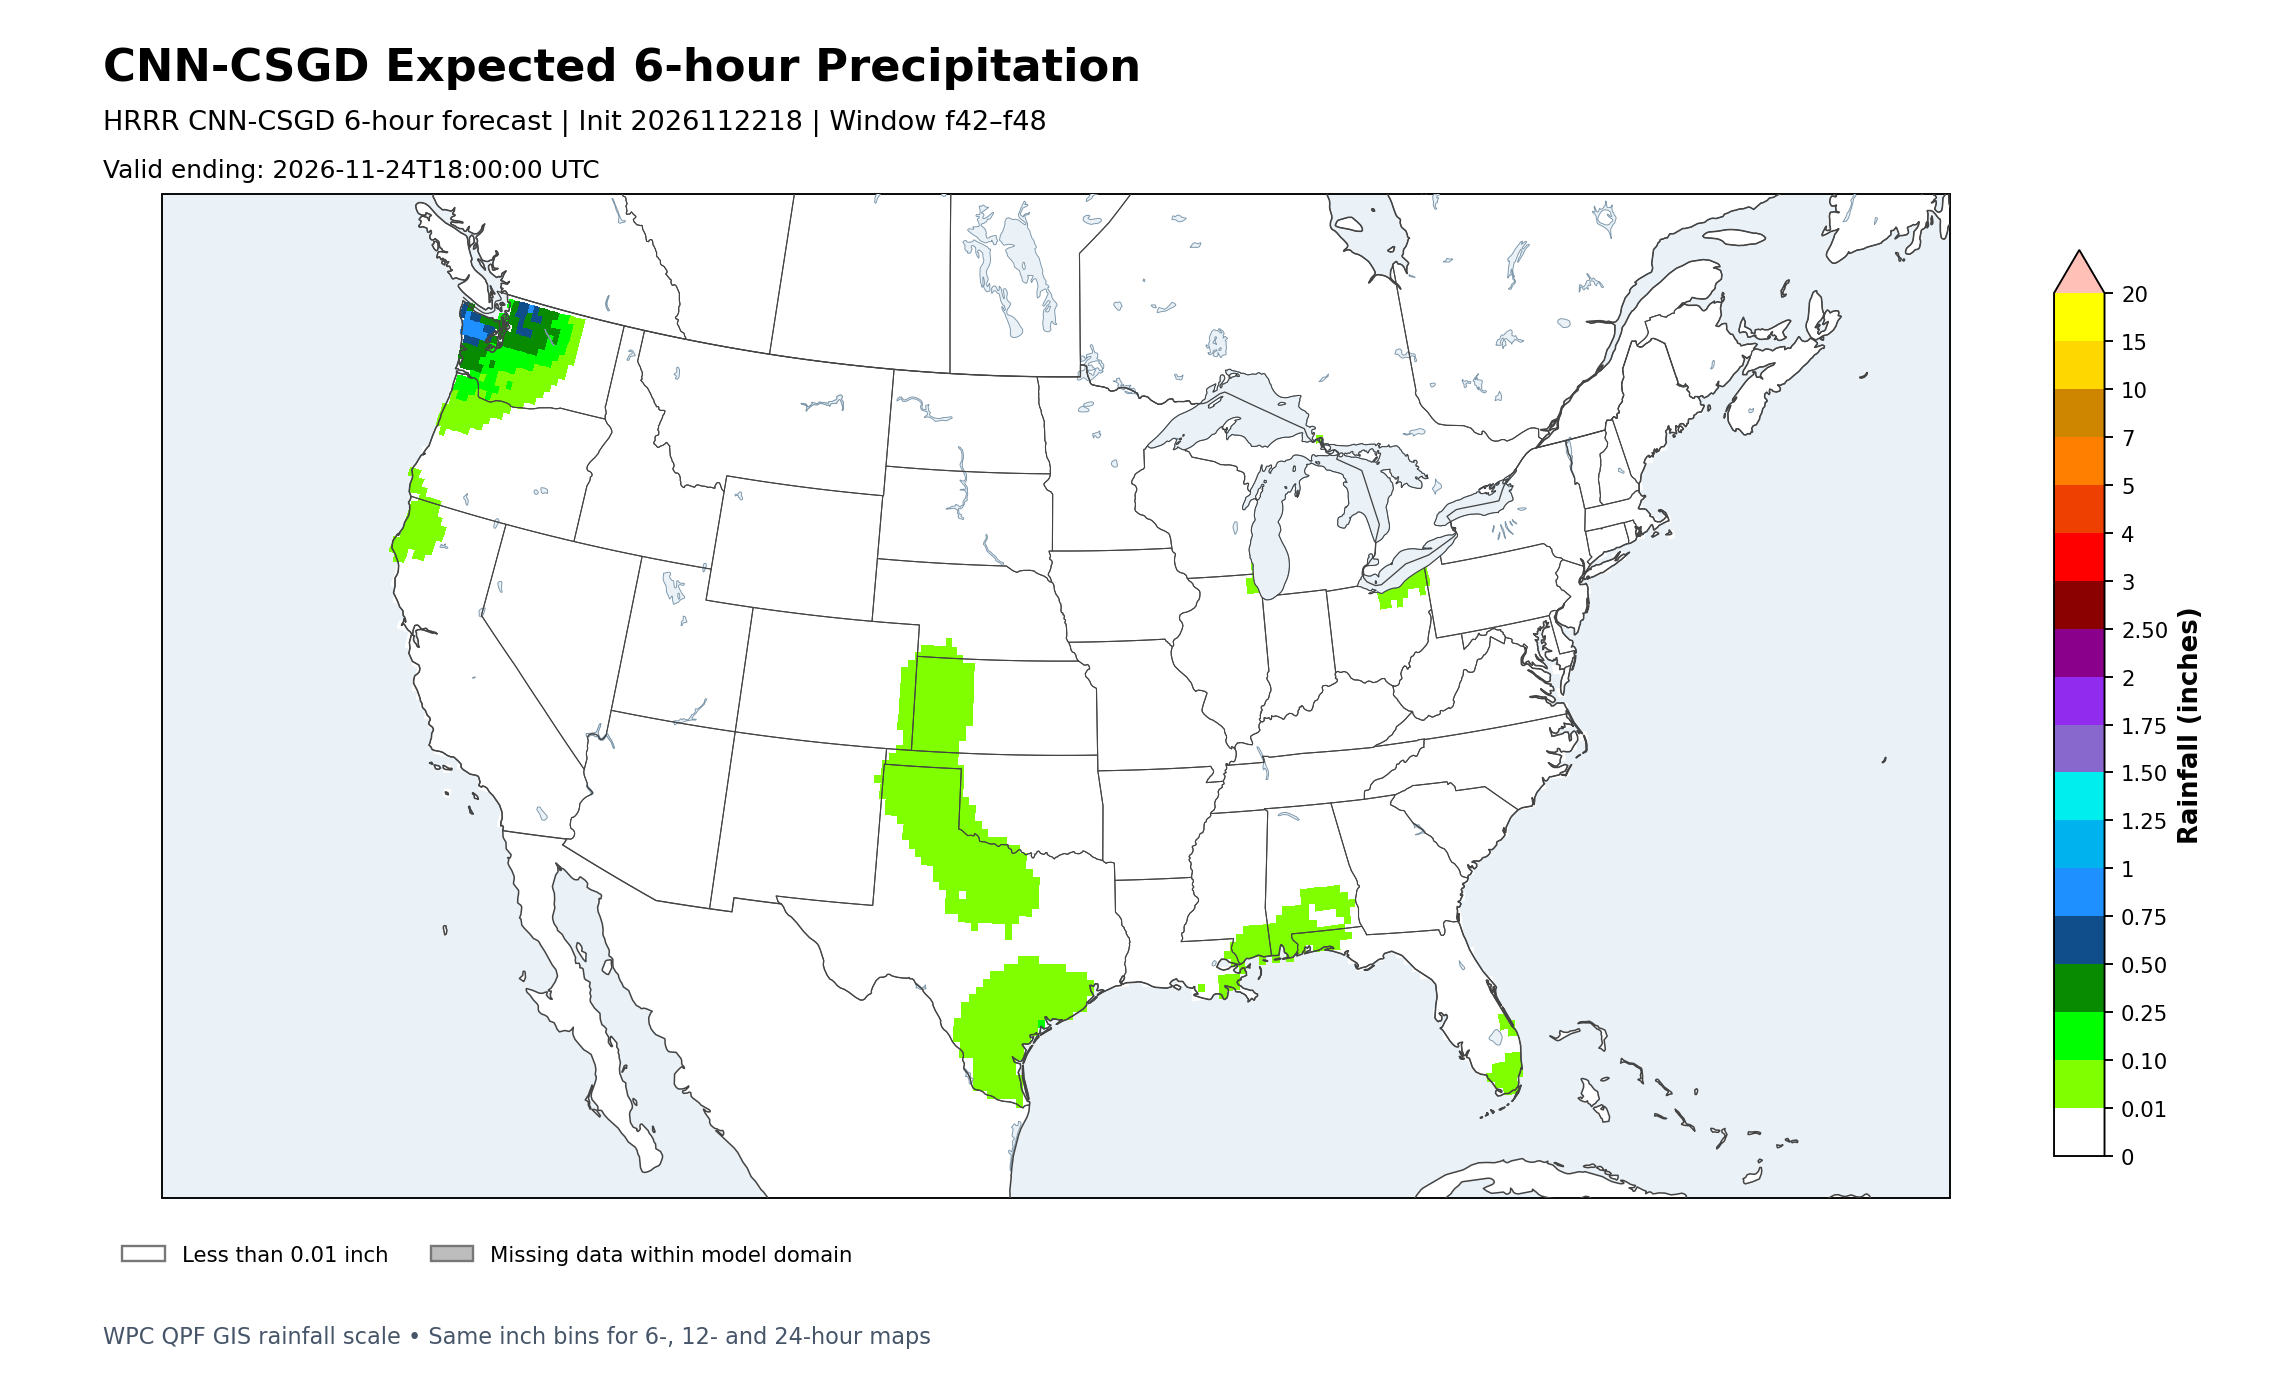 CNN-CSGD Expected 6-hour Precipitation
HRRR CNN-CSGD 6-hour forecast | Init 2026112218 | Window f42–f48
Valid ending: 2026-11-24T18:00:00 UTC
20
15
10
7
5
4
3
2.50
2
1.75
1.50
1.25
1
0.75
0.50
0.25
0.10
0.01
0
Rainfall (inches)
Less than 0.01 inch
Missing data within model domain
WPC QPF GIS rainfall scale • Same inch bins for 6-, 12- and 24-hour maps